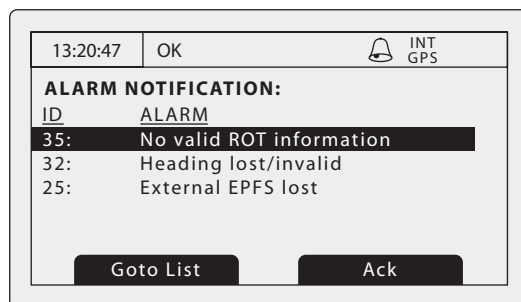 13:20:47 OK INT
GPS
ALARM NOTIFICATION:
ID ALARM
35: No valid ROT information
32: Heading lost/invalid
25: External EPFS lost
Goto List Ack